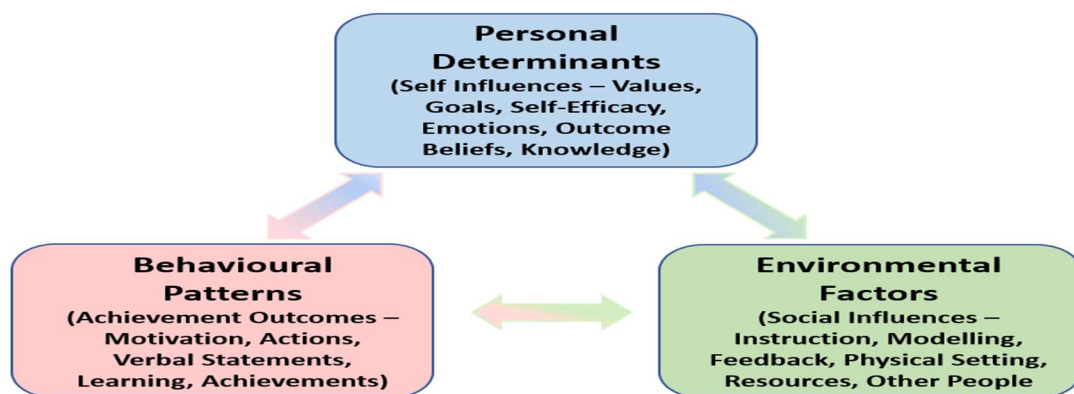 Personal
Determinants
(Self Influences – Values,
Goals, Self-Efficacy,
Emotions, Outcome
Beliefs, Knowledge)
Behavioural
Patterns
(Achievement Outcomes –
Motivation, Actions,
Verbal Statements,
Learning, Achievements)
Environmental
Factors
(Social Influences –
Instruction, Modelling,
Feedback, Physical Setting,
Resources, Other People